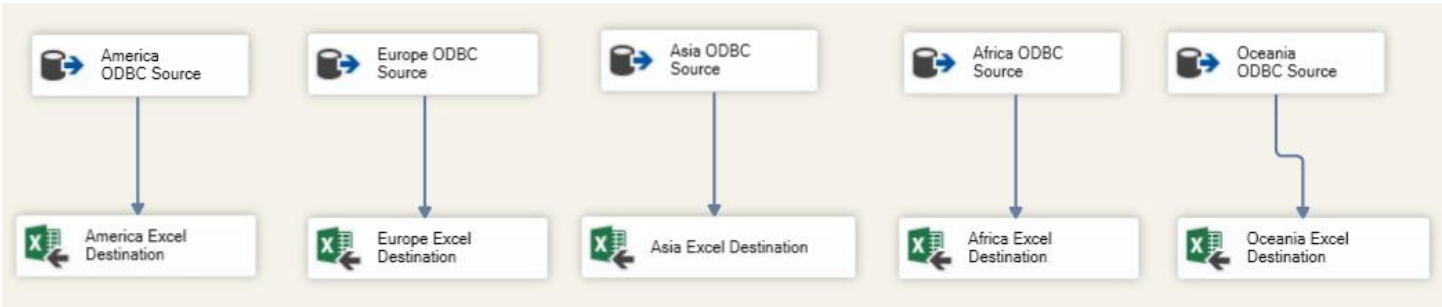 America
ODBC Source
Europe ODBC
Source
Asia ODBC
Source
Africa ODBC
Source
Oceania
ODBC Source
America Excel
Destination
Europe Excel
Destination
Asia Excel Destination
Africa Excel
Destination
Oceania Excel
Destination